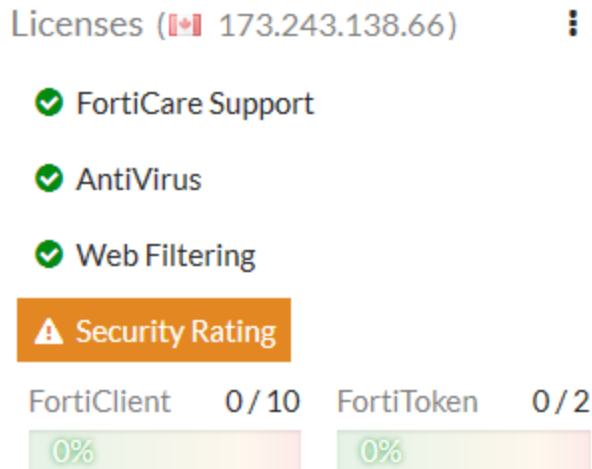 Licenses (173.243.138.66)
FortiCare Support
AntiVirus
Web Filtering
Security Rating
FortiClient 0/10 FortiToken 0/2
0% 0%